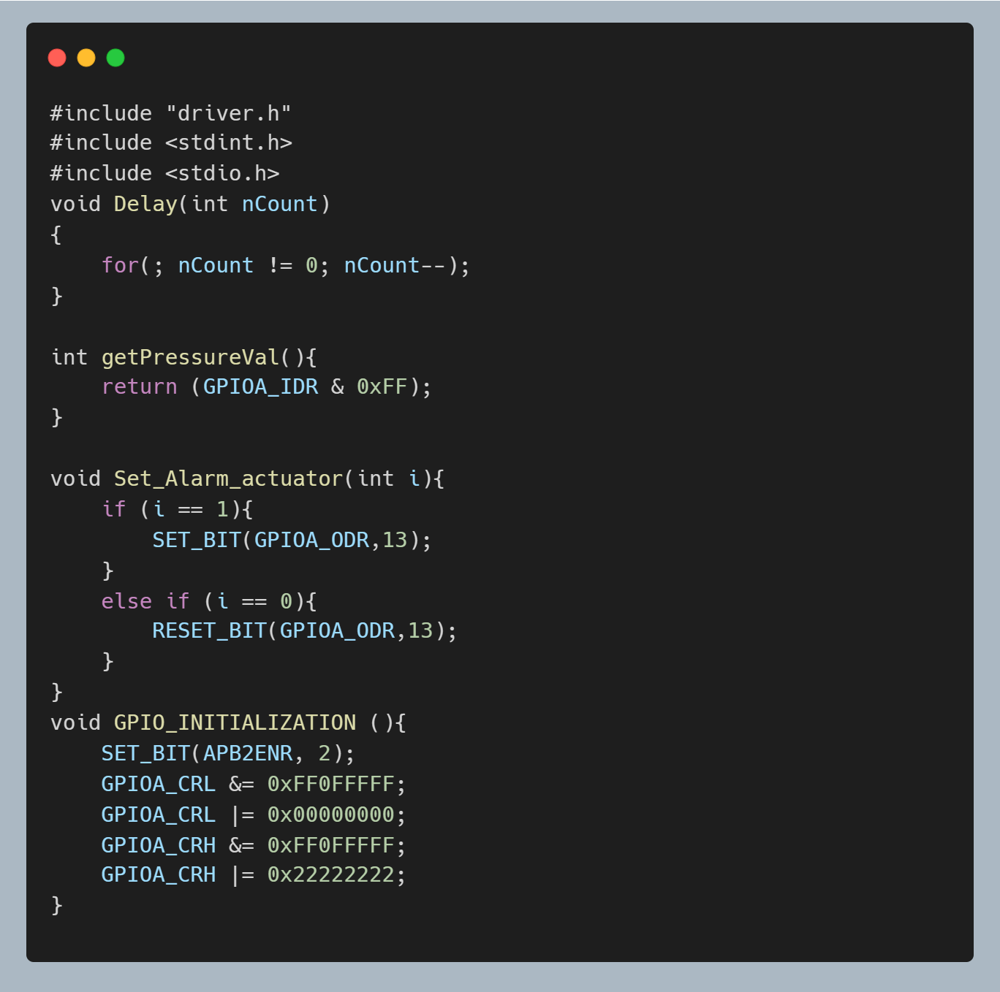 #include "driver.h"
#include <stdint.h>
#include <stdio.h>
void Delay(int nCount)
{
    for(; nCount != 0; nCount--);
}

int getPressureVal(){
    return (GPIOA_IDR & 0xFF);
}

void Set_Alarm_actuator(int i){
    if (i == 1){
        SET_BIT(GPIOA_ODR,13);
    }
    else if (i == 0){
        RESET_BIT(GPIOA_ODR,13);
    }
}
void GPIO_INITIALIZATION (){
    SET_BIT(APB2ENR, 2);
    GPIOA_CRL &= 0xFF0FFFFF;
    GPIOA_CRL |= 0x00000000;
    GPIOA_CRH &= 0xFF0FFFFF;
    GPIOA_CRH |= 0x22222222;
}